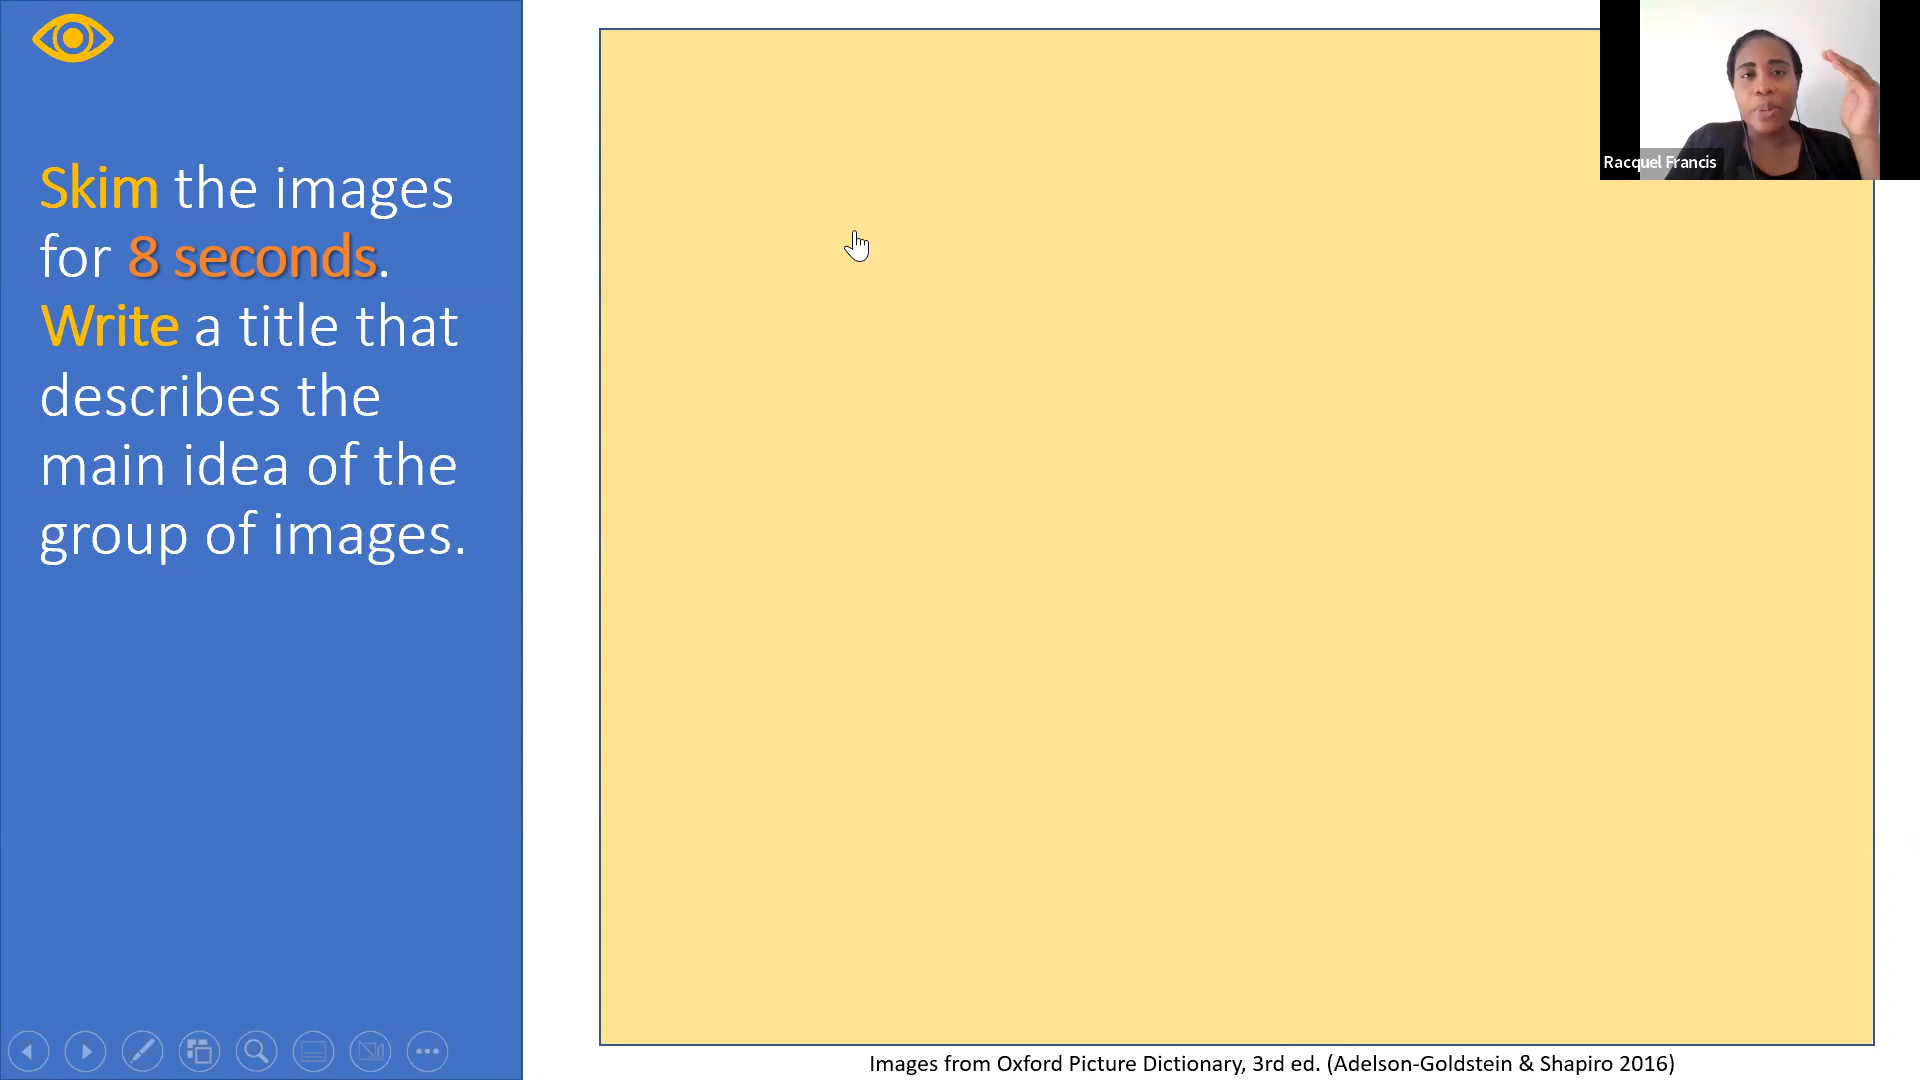 Skim the images
for 8 seconds.
Write a title that
describes the
main idea of the
group of images.
Racquel Francis
Images from Oxford Picture Dictionary, 3rd ed. (Adelson-Goldstein & Shapiro 2016)